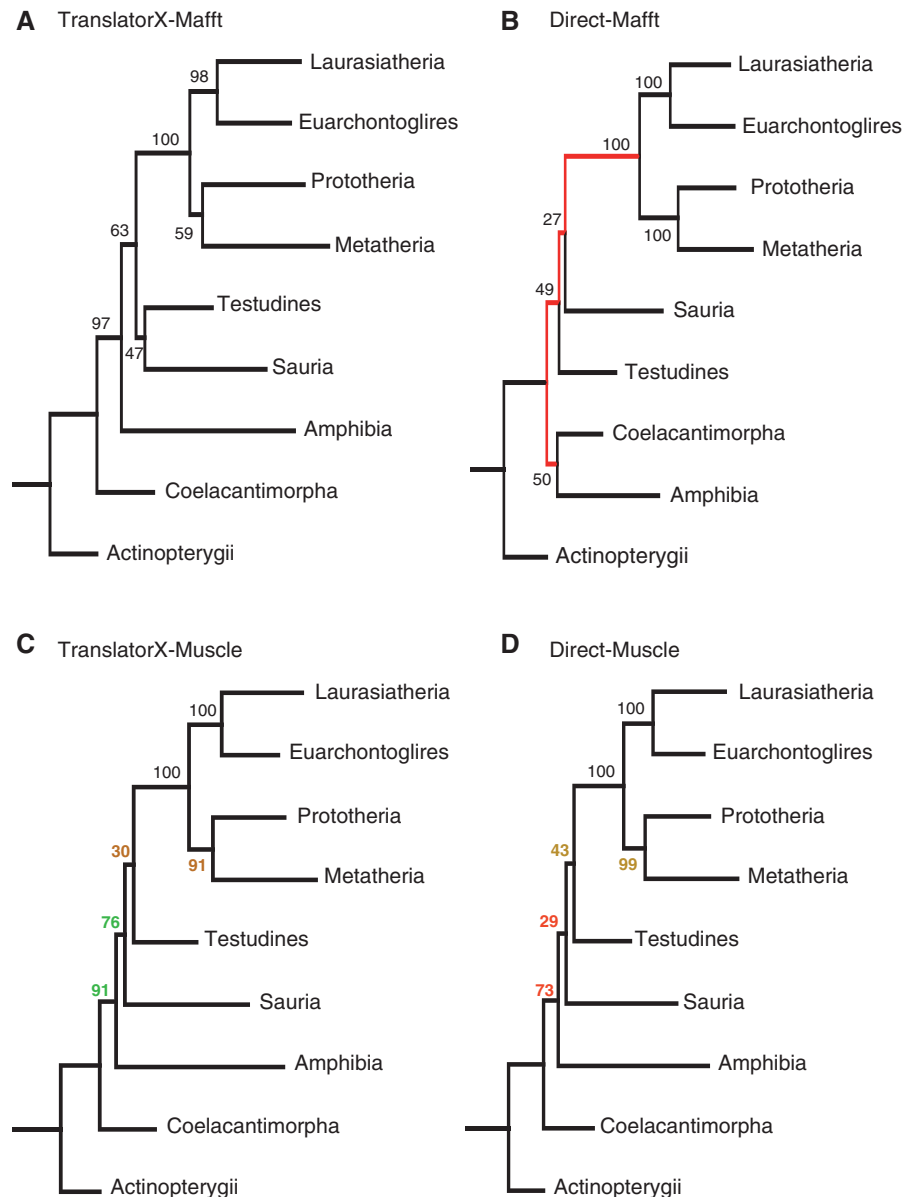 A TranslatorX-Mafft
98
Laurasiatheria
Euarchontoglires
100
Prototheria
59
Metatheria
63
Testudines
47
Sauria
97
Amphibia
Coelacantimorpha
Actinopterygii
B Direct-Mafft
100
Laurasiatheria
Euarchontoglires
100
Prototheria
100
Metatheria
27
Sauria
49
Testudines
Coelacantimorpha
50
Amphibia
Actinopterygii
C TranslatorX-Muscle
100
Laurasiatheria
Euarchontoglires
100
Prototheria
91
Metatheria
30
Testudines
76
Sauria
91
Amphibia
Coelacantimorpha
Actinopterygii
D Direct-Muscle
100
Laurasiatheria
Euarchontoglires
100
Prototheria
99
Metatheria
43
Testudines
29
Sauria
73
Amphibia
Coelacantimorpha
Actinopterygii